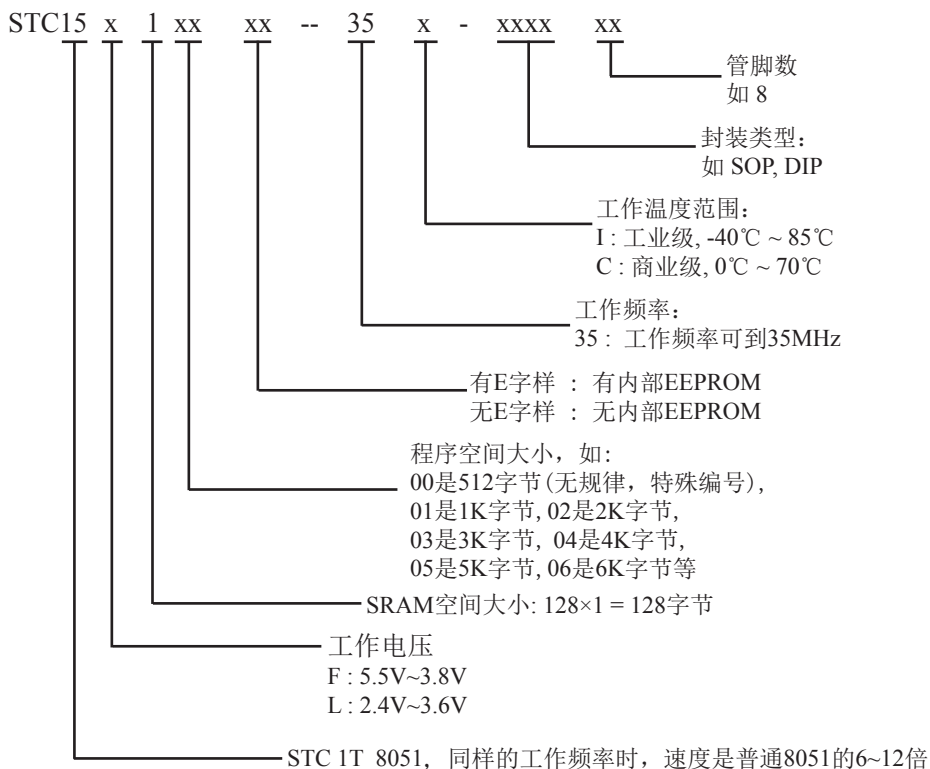 STC15 x 1 xx xx -- 35 x - xxxx xx
管脚数
如 8
封装类型：
如 SOP, DIP
工作温度范围：
I : 工业级, -40℃ ~ 85℃
C : 商业级, 0℃ ~ 70℃
工作频率：
35 : 工作频率可到35MHz
有E字样 : 有内部EEPROM
无E字样 : 无内部EEPROM
程序空间大小，如:
00是512字节(无规律，特殊编号),
01是1K字节, 02是2K字节,
03是3K字节, 04是4K字节,
05是5K字节, 06是6K字节等
SRAM空间大小: 128×1 = 128字节
工作电压
F : 5.5V~3.8V
L : 2.4V~3.6V
STC 1T 8051, 同样的工作频率时，速度是普通8051的6~12倍